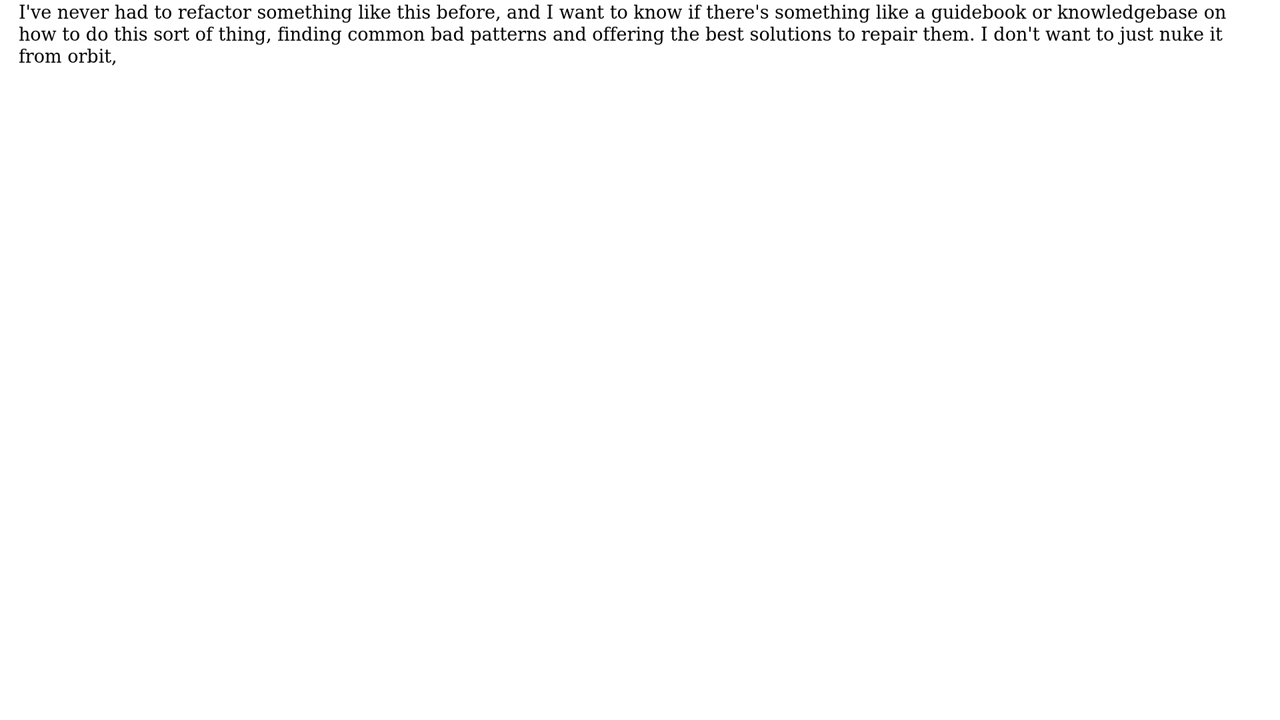 I've never had to refactor something like this before, and I want to know if there's something like a guidebook or knowledgebase on
how to do this sort of thing, finding common bad patterns and offering the best solutions to repair them. I don't want to just nuke it
from orbit,